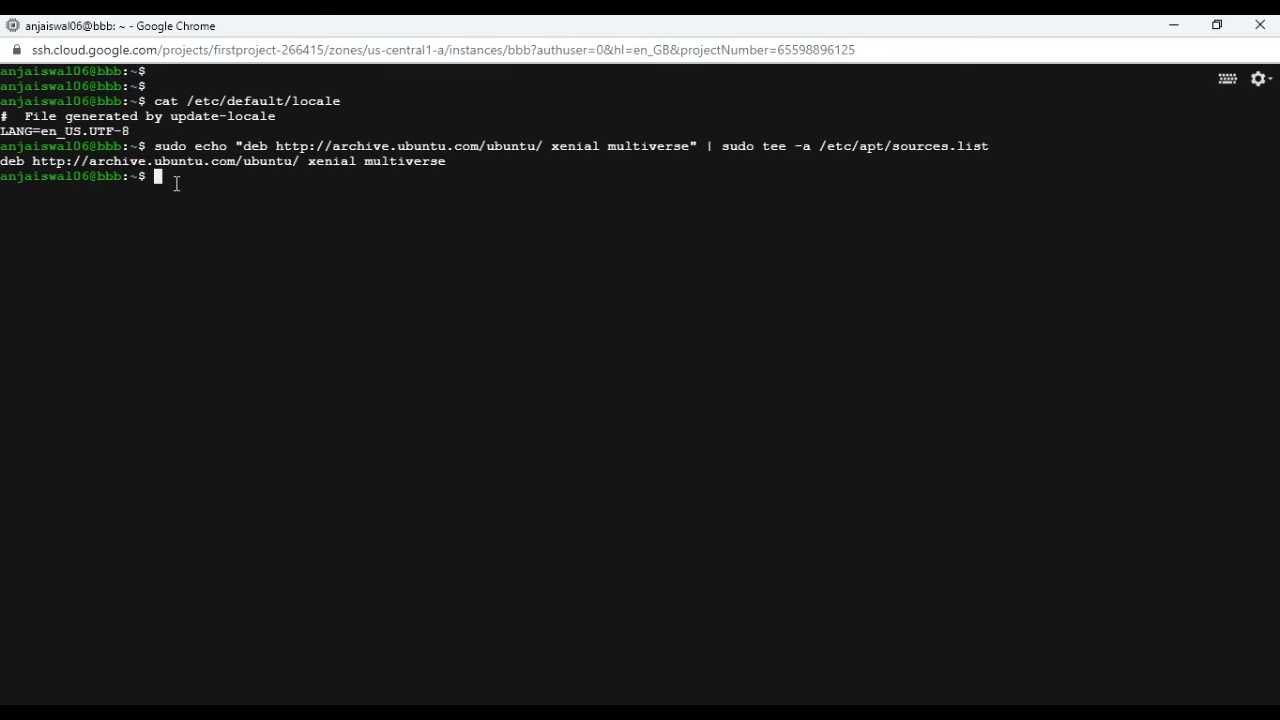 anjaiswal06@bbb: ~ - Google Chrome
ssh.cloud.google.com/projects/firstproject-266415/zones/us-central1-a/instances/bbb?authuser=0&hl=en_GB&projectNumber=65598896125
anjaiswal06@bbb:~$
anjaiswal06@bbb:~$
anjaiswal06@bbb:~$ cat /etc/default/locale
#  File generated by update-locale
LANG=en_US.UTF-8
anjaiswal06@bbb:~$ sudo echo "deb http://archive.ubuntu.com/ubuntu/ xenial multiverse" | sudo tee -a /etc/apt/sources.list
deb http://archive.ubuntu.com/ubuntu/ xenial multiverse
anjaiswal06@bbb:~$